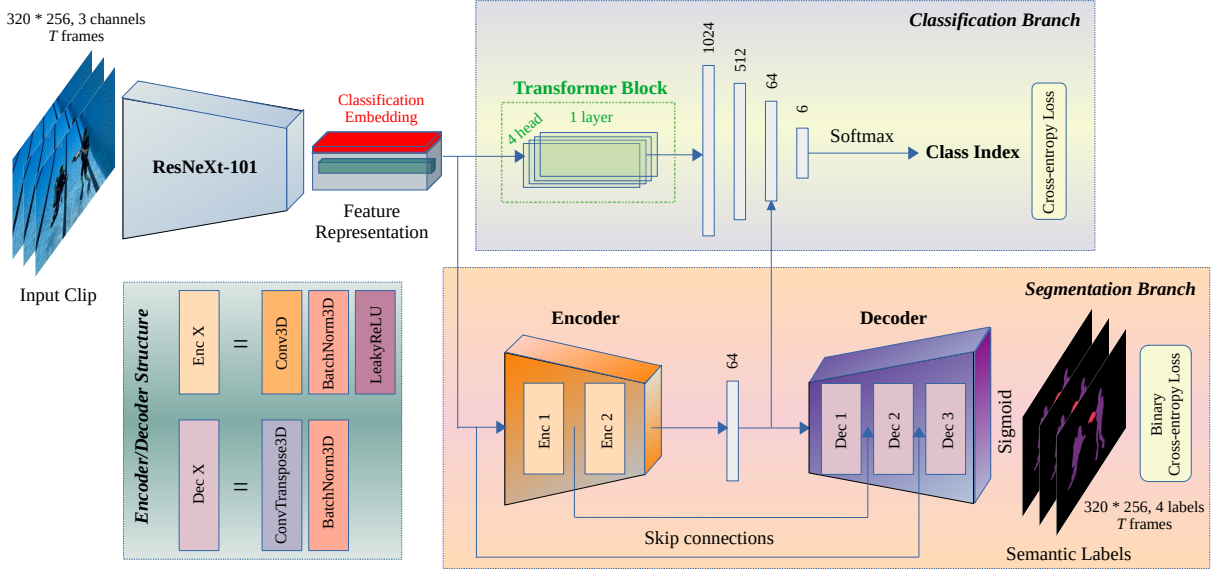 320 * 256, 3 channels
T frames
Input Clip
ResNeXt-101
Classification
Embedding
Feature
Representation
Classification Branch
Transformer Block
4 head
1 layer
1024
512
64
6
Softmax
Class Index
Cross-entropy Loss
Encoder/Decoder Structure
Enc X
=
Conv3D
BatchNorm3D
LeakyReLU
Dec X
=
ConvTranspose3D
BatchNorm3D
Segmentation Branch
Encoder
Enc 1
Enc 2
64
Decoder
Dec 1
Dec 2
Dec 3
Sigmoid
Skip connections
Binary
Cross-entropy Loss
320 * 256, 4 labels
T frames
Semantic Labels